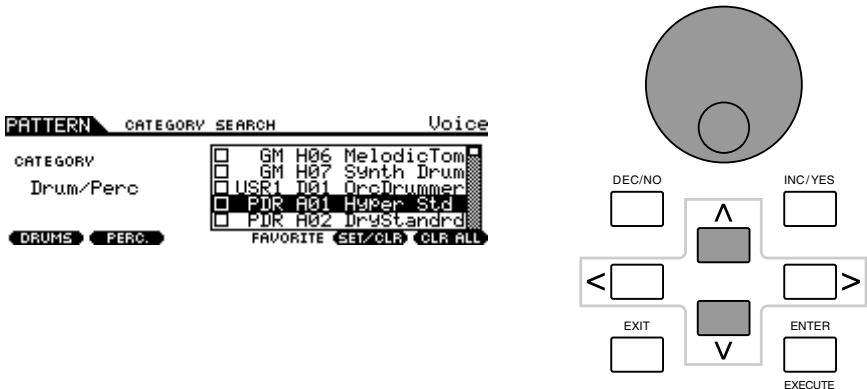 PATTERN CATEGORY SEARCH Voice
CATEGORY
Drum/Perc
GM H06 MelodicTom
GM H07 Synth Drum
USR1 D01 OrcDrummer
PDR A01 Hyper Std
PDR A02 DryStandrd
DRUMS PERC. FAVORITE SET/CLR CLR ALL
DEC/NO INC/YES
< >
EXIT ENTER
EXECUTE